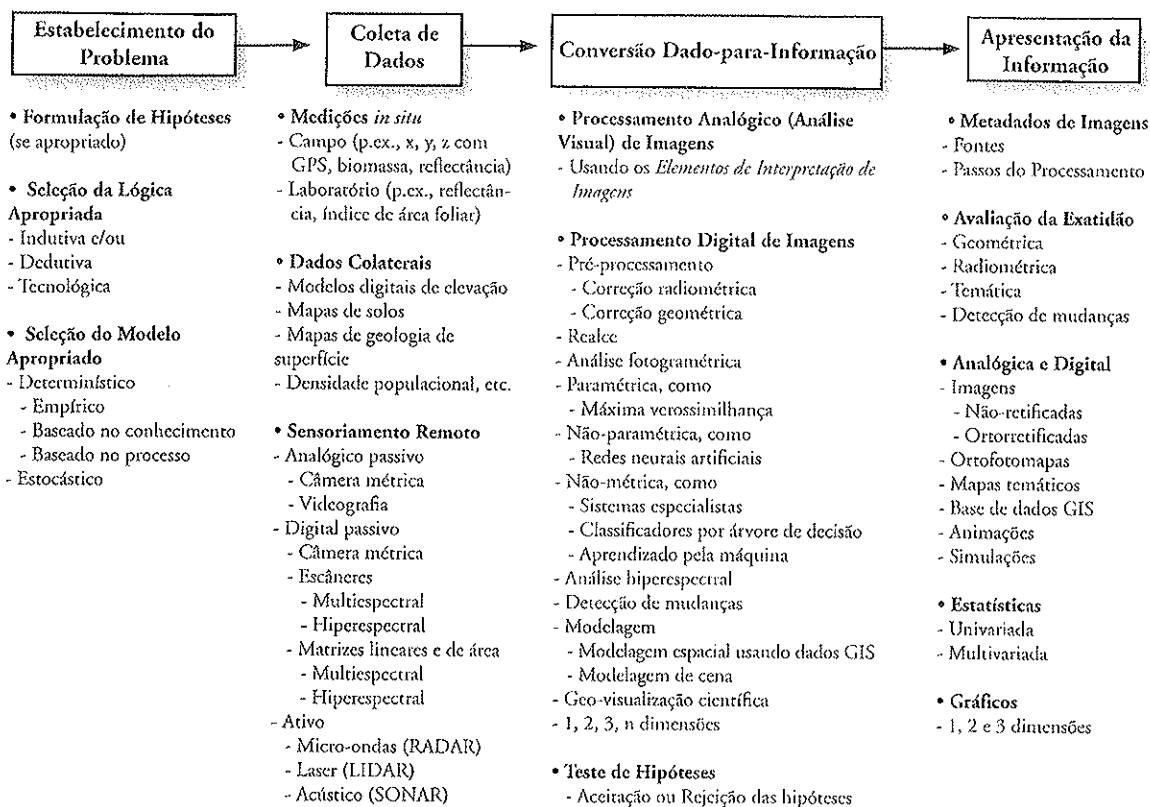 Estabelecimento do
Problema
Coleta de
Dados
Conversão Dado-para-Informação
Apresentação da
Informação
• Formulação de Hipóteses
(se apropriado)
• Seleção da Lógica
Apropriada
- Indutiva e/ou
- Dedutiva
- Tecnológica
• Seleção do Modelo
Apropriado
- Determinístico
- Empírico
- Baseado no conhecimento
- Baseado no processo
- Estocástico
• Medições in situ
- Campo (p.ex., x, y, z com
GPS, biomassa, reflectância)
- Laboratório (p.ex., reflectân-
cia, índice de área foliar)
• Dados Colaterais
- Modelos digitais de elevação
- Mapas de solos
- Mapas de geologia de
superfície
- Densidade populacional, etc.
• Sensoriamento Remoto
- Analógico passivo
- Câmera métrica
- Videografia
- Digital passivo
- Câmera métrica
- Escâneres
- Multiespectral
- Hiperespectral
- Matrizes lineares e de área
- Multiespectral
- Hiperespectral
- Ativo
- Micro-ondas (RADAR)
- Laser (LIDAR)
- Acústico (SONAR)
• Processamento Analógico (Análise
Visual) de Imagens
- Usando os Elementos de Interpretação de
Imagens
• Processamento Digital de Imagens
- Pré-processamento
- Correção radiométrica
- Correção geométrica
- Realce
- Análise fotogramétrica
- Paramétrica, como
- Máxima verossimilhança
- Não-paramétrica, como
- Redes neurais artificiais
- Não-métrica, como
- Sistemas especialistas
- Classificadores por árvore de decisão
- Aprendizado pela máquina
- Análise hiperespectral
- Detecção de mudanças
- Modelagem
- Modelagem espacial usando dados GIS
- Modelagem de cena
- Geo-visualização científica
- 1, 2, 3, n dimensões
• Teste de Hipóteses
- Aceitação ou Rejeição das hipóteses
• Metadados de Imagens
- Fontes
- Passos do Processamento
• Avaliação da Exatidão
- Geométrica
- Radiométrica
- Temática
- Detecção de mudanças
• Analógica e Digital
- Imagens
- Não-retificadas
- Ortorretificadas
- Ortofotomapas
- Mapas temáticos
- Base de dados GIS
- Animações
- Simulações
• Estatísticas
- Univariada
- Multivariada
• Gráficos
- 1, 2 e 3 dimensões